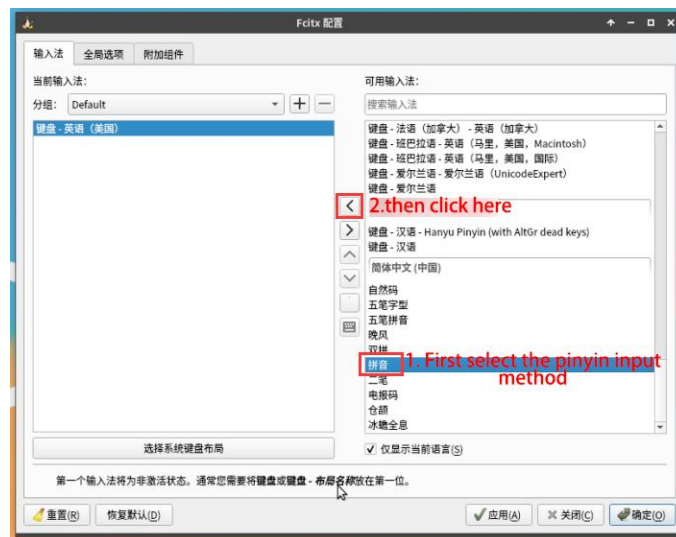 Fcitx 配置
输入法 全局选项 附加组件
当前输入法: 可用输入法:
分组: Default 搜索输入法
键盘 - 英语（美国）
键盘 - 法语（加拿大）- 英语（加拿大）
键盘 - 班巴拉语 - 英语（马里，美国，Macintosh）
键盘 - 班巴拉语 - 英语（马里，美国，国际）
键盘 - 爱尔兰语 - 爱尔兰语（UnicodeExpert）
键盘 - 爱尔兰语
2.then click here
键盘 - 汉语 - Hanyu Pinyin (with AltGr dead keys)
键盘 - 汉语
简体中文 (中国)
自然码
五笔字型
五笔拼音
晚风
双拼
拼音 1. First select the pinyin input
method
二笔
电报码
仓颉
冰蟾全息
选择系统键盘布局 仅显示当前语言(S)
第一个输入法将为非激活状态。通常您需要将键盘或键盘 - 布局名称放在第一位。
重置(R) 恢复默认(D) 应用(A) 关闭(C) 确定(O)